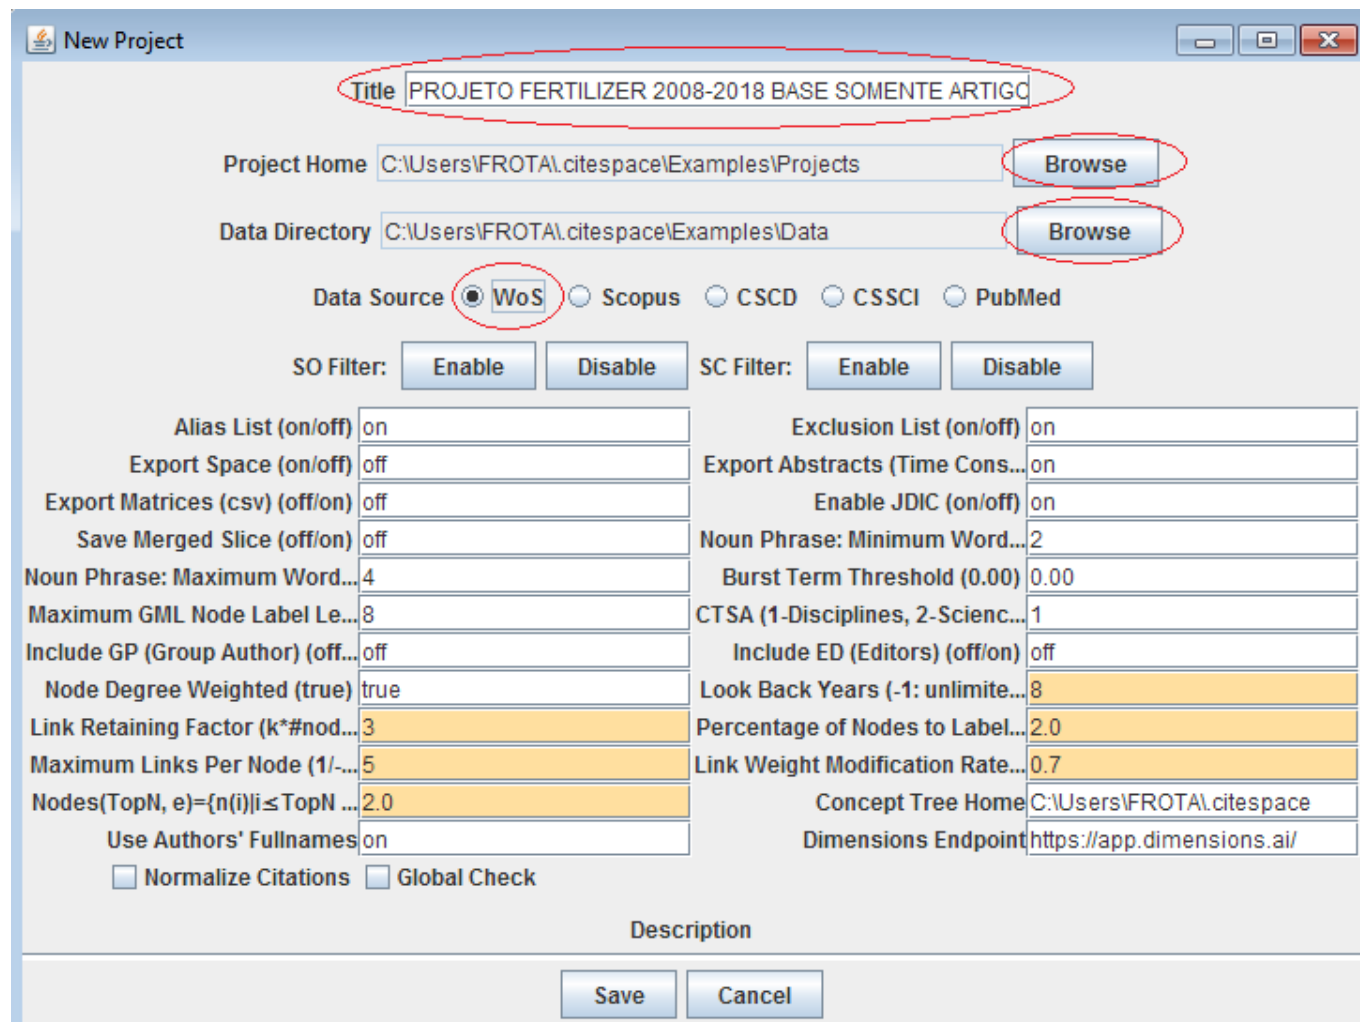 New Project
Title PROJETO FERTILIZER 2008-2018 BASE SOMENTE ARTIGO
Project Home C:\Users\FROTA\.citespace\Examples\Projects Browse
Data Directory C:\Users\FROTA\.citespace\Examples\Data Browse
Data Source WoS Scopus CSCD CSSCI PubMed
SO Filter: Enable Disable SC Filter: Enable Disable
Alias List (on/off) on Exclusion List (on/off) on
Export Space (on/off) off Export Abstracts (Time Cons... on
Export Matrices (csv) (off/on) off Enable JDIC (on/off) on
Save Merged Slice (off/on) off Noun Phrase: Minimum Word... 2
Noun Phrase: Maximum Word... 4 Burst Term Threshold (0.00) 0.00
Maximum GML Node Label Le... 8 CTSA (1-Disciplines, 2-Scienc... 1
Include GP (Group Author) (off... off Include ED (Editors) (off/on) off
Node Degree Weighted (true) true Look Back Years (-1: unlimite... 8
Link Retaining Factor (k*#nod... 3 Percentage of Nodes to Label... 2.0
Maximum Links Per Node (1/-... 5 Link Weight Modification Rate... 0.7
Nodes(TopN, e)={n(i)|i≤TopN ... 2.0 Concept Tree Home C:\Users\FROTA\.citespace
Use Authors' Fullnames on Dimensions Endpoint https://app.dimensions.ai/
Normalize Citations Global Check
Description
Save Cancel